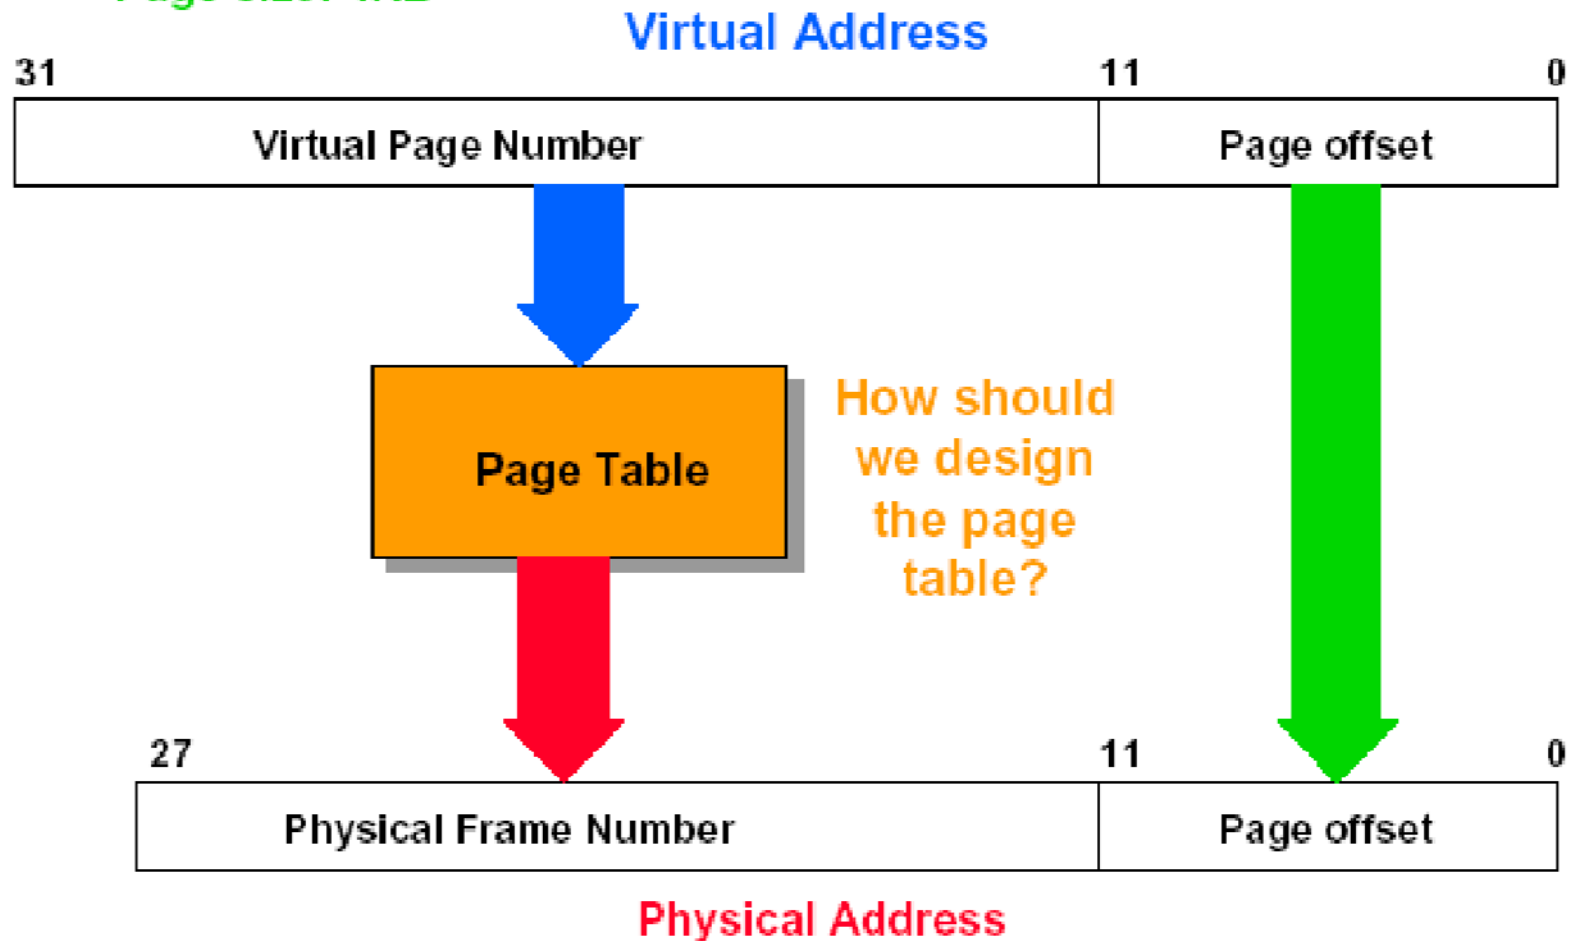 Virtual Address
31 11 0
Virtual Page Number Page offset
Page Table
How should
we design
the page
table?
27 11 0
Physical Frame Number Page offset
Physical Address